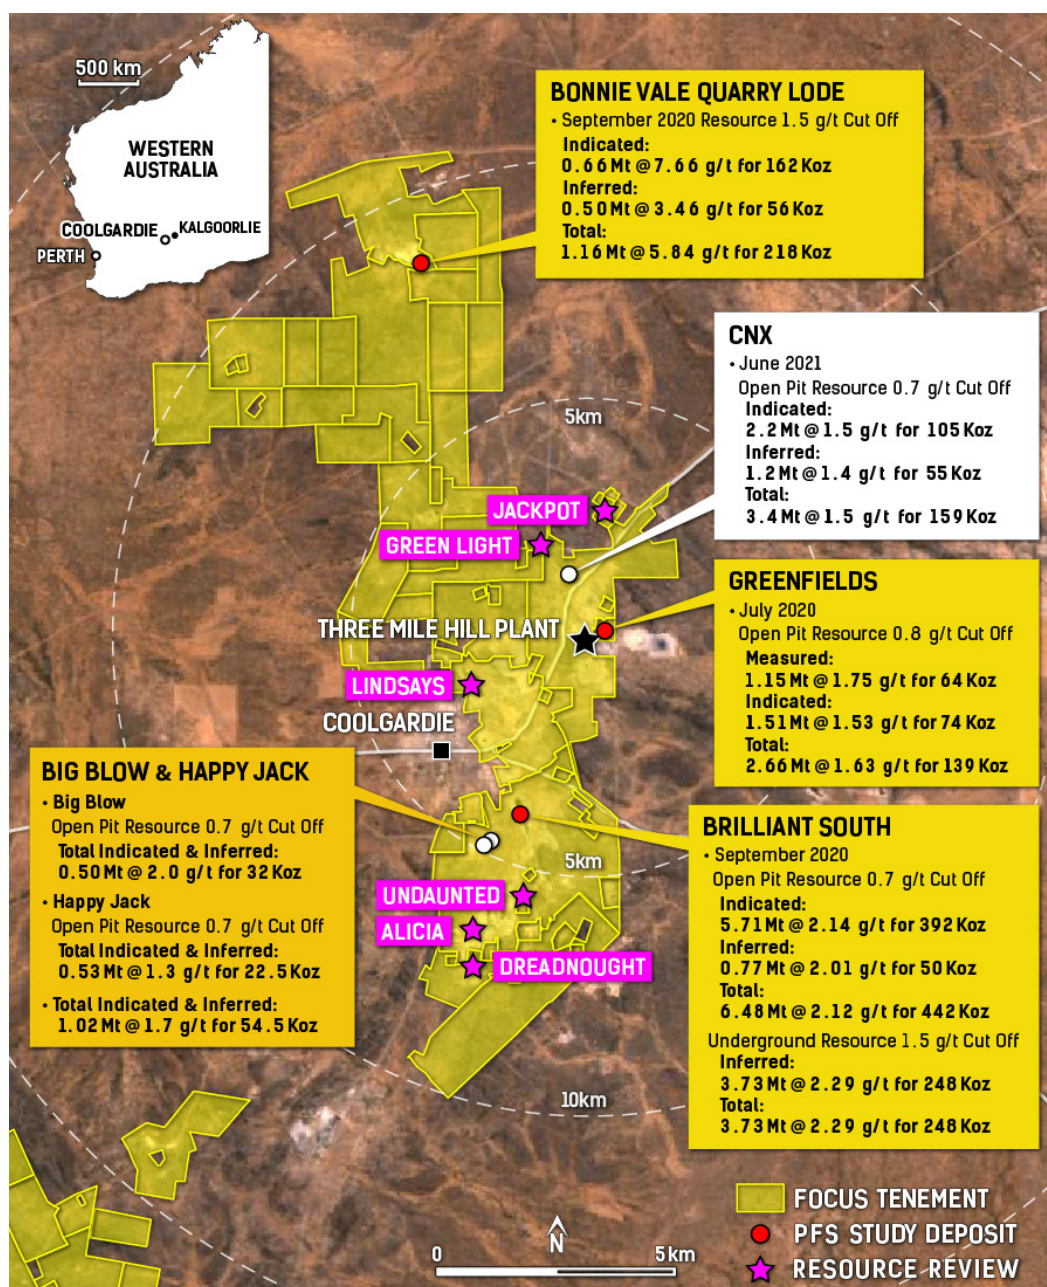 500 km
WESTERN
AUSTRALIA
COOLGARDIE
KALGOORLIE
PERTH
BONNIE VALE QUARRY LODE
• September 2020 Resource 1.5 g/t Cut Off
Indicated:
0.66 Mt @ 7.66 g/t for 162 Koz
Inferred:
0.50 Mt @ 3.46 g/t for 56 Koz
Total:
1.16 Mt @ 5.84 g/t for 218 Koz
CNX
• June 2021
Open Pit Resource 0.7 g/t Cut Off
Indicated:
2.2 Mt @ 1.5 g/t for 105 Koz
Inferred:
1.2 Mt @ 1.4 g/t for 55 Koz
Total:
3.4 Mt @ 1.5 g/t for 159 Koz
5km
JACKPOT
GREEN LIGHT
THREE MILE HILL PLANT
LINDSAYS
COOLGARDIE
GREENFIELDS
• July 2020
Open Pit Resource 0.8 g/t Cut Off
Measured:
1.15 Mt @ 1.75 g/t for 64 Koz
Indicated:
1.51 Mt @ 1.53 g/t for 74 Koz
Total:
2.66 Mt @ 1.63 g/t for 139 Koz
BIG BLOW & HAPPY JACK
• Big Blow
Open Pit Resource 0.7 g/t Cut Off
Total Indicated & Inferred:
0.50 Mt @ 2.0 g/t for 32 Koz
• Happy Jack
Open Pit Resource 0.7 g/t Cut Off
Total Indicated & Inferred:
0.53 Mt @ 1.3 g/t for 22.5 Koz
• Total Indicated & Inferred:
1.02 Mt @ 1.7 g/t for 54.5 Koz
5km
UNDAUNTED
ALICIA
DREADNOUGHT
10km
BRILLIANT SOUTH
• September 2020
Open Pit Resource 0.7 g/t Cut Off
Indicated:
5.71 Mt @ 2.14 g/t for 392 Koz
Inferred:
0.77 Mt @ 2.01 g/t for 50 Koz
Total:
6.48 Mt @ 2.12 g/t for 442 Koz
Underground Resource 1.5 g/t Cut Off
Inferred:
3.73 Mt @ 2.29 g/t for 248 Koz
Total:
3.73 Mt @ 2.29 g/t for 248 Koz
FOCUS TENEMENT
PFS STUDY DEPOSIT
RESOURCE REVIEW
N
0 5 km